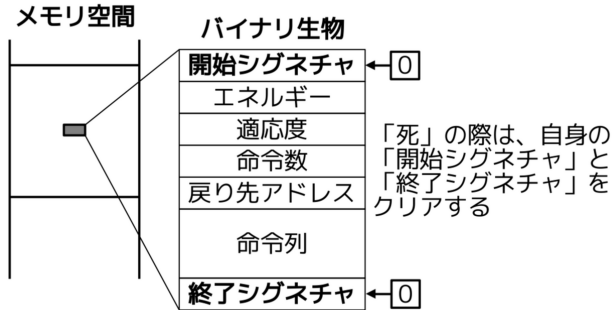 メモリ空間
バイナリ生物
開始シグネチャ
0
エネルギー
適応度
命令数
戻り先アドレス
命令列
終了シグネチャ
0
「死」の際は、自身の
「開始シグネチャ」と
「終了シグネチャ」を
クリアする